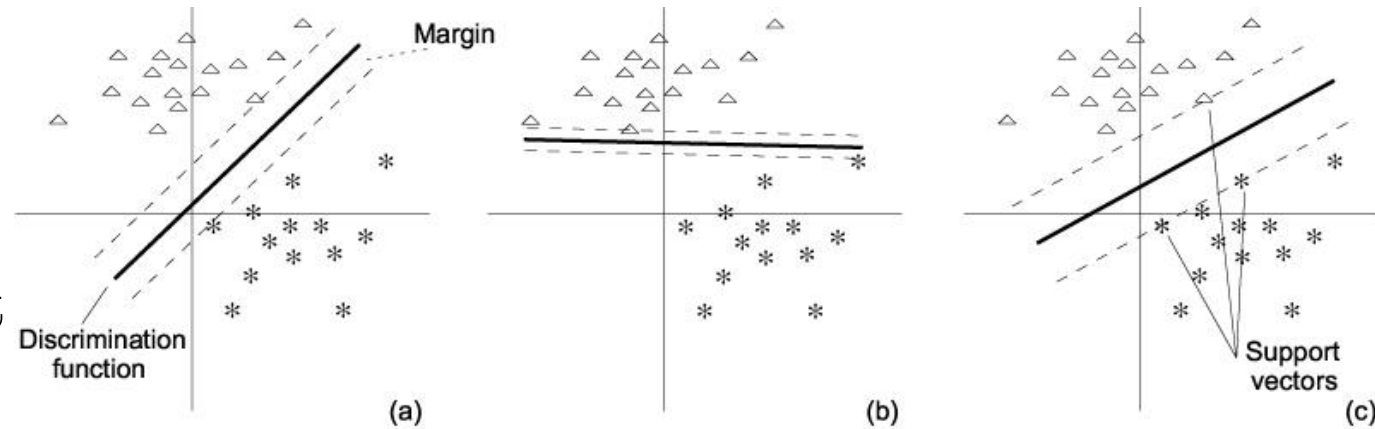 Margin
Discrimination
function
Support
vectors
(a)
(b)
(c)